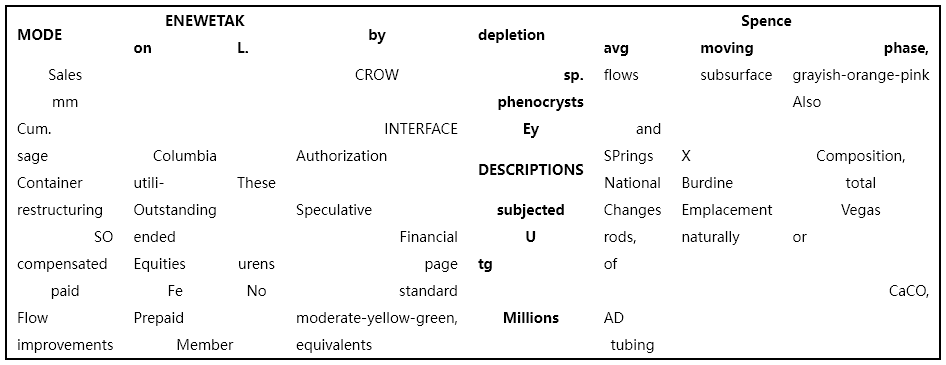 MODE ENEWETAK by depletion Spence
on L. avg moving phase,
Sales CROW sp. flows subsurface grayish-orange-pink
mm phenocrysts Also
Cum. INTERFACE Ey and
sage Columbia Authorization DESCRIPTIONS SPrings X Composition,
Container utili- These National Burdine total
restructuring Outstanding Speculative subjected Changes Emplacement Vegas
SO ended Financial U rods, naturally or
compensated Equities urens page tg of
paid Fe No standard CaCO,
Flow Prepaid moderate-yellow-green, Millions AD
improvements Member equivalents tubing